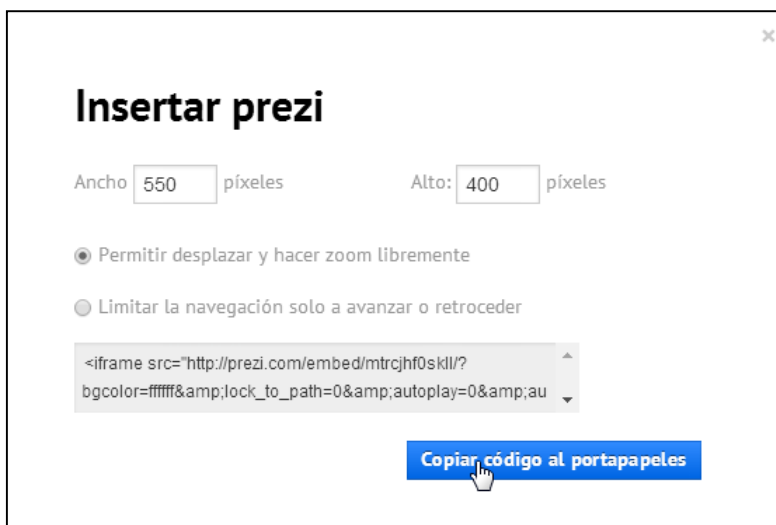 ×
Insertar prezi
Ancho 550 píxeles Alto: 400 píxeles
Permitir desplazar y hacer zoom libremente
Limitar la navegación solo a avanzar o retroceder
<iframe src="http://prezi.com/embed/mtrcjhf0skll/?
bgcolor=ffffff&amp;lock_to_path=0&amp;autoplay=0&amp;au
Copiar código al portapapeles